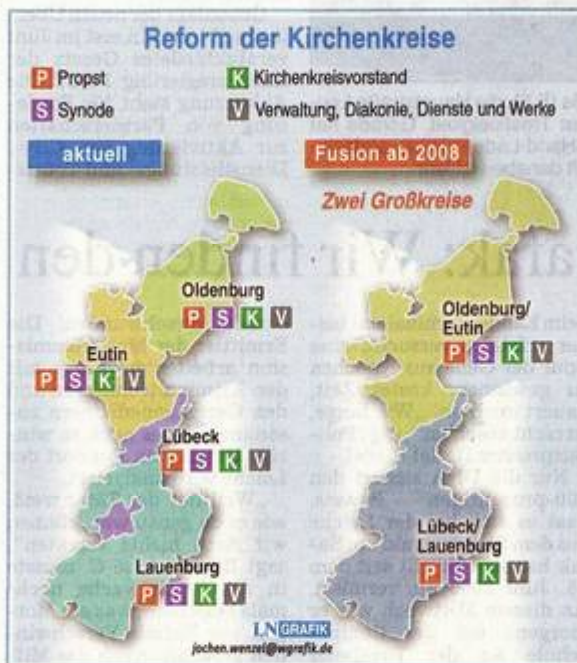 Reform der Kirchenkreise
P Propst
K Kirchenkreisvorstand
S Synode
V Verwaltung, Diakonie, Dienste und Werke
aktuell
Fusion ab 2008
Zwei Großkreise
Oldenburg
P S K V
Eutin
P S K V
Lübeck
P S K V
Lauenburg
P S K V
Oldenburg/
Eutin
P S K V
Lübeck/
Lauenburg
P S K V
LN GRAFIK
jochen.wenzel@wgrafik.de